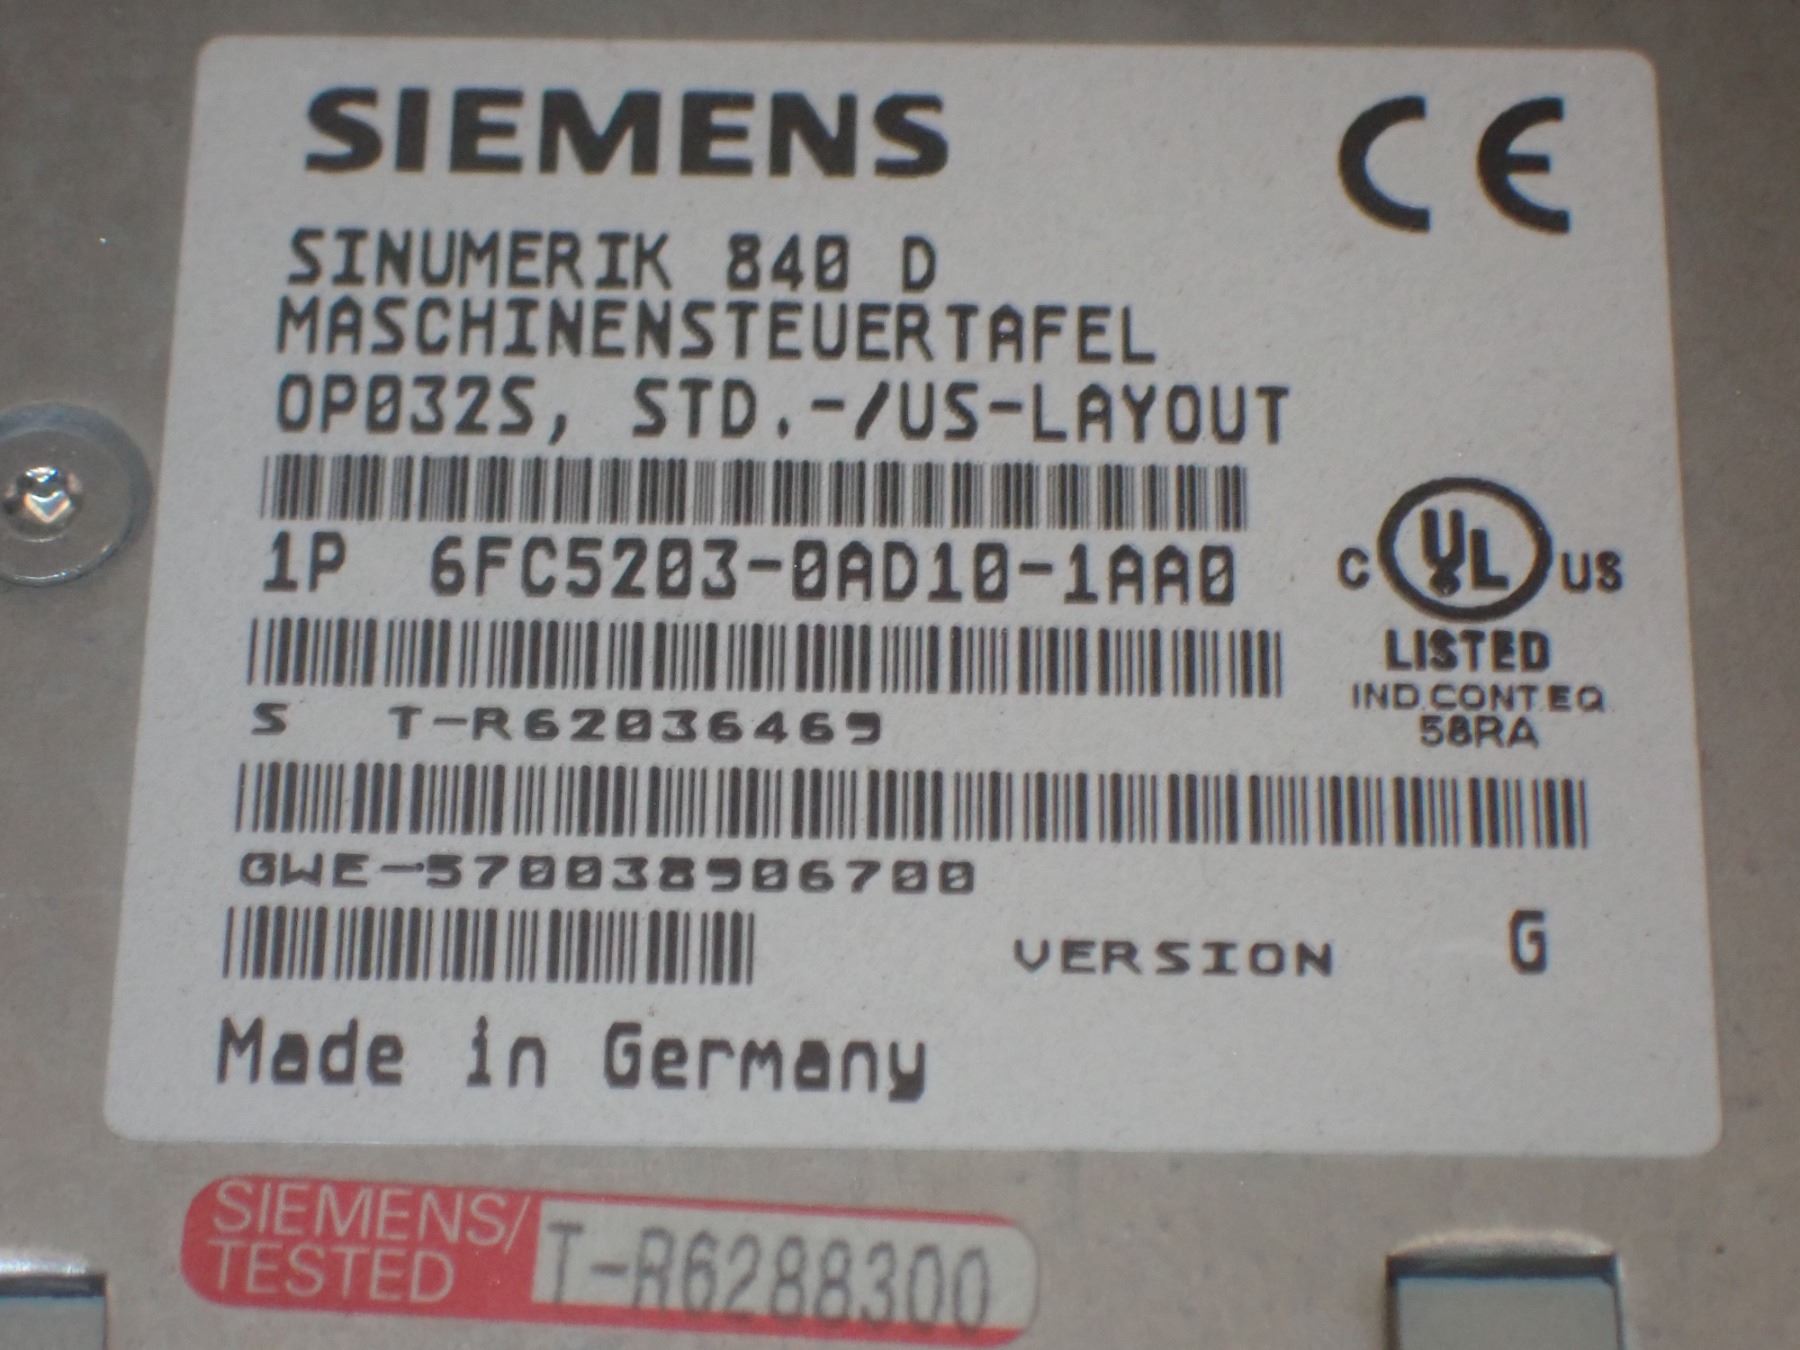 SIEMENS
CE
SINUMERIK 840 D
MASCHINENSTEUERTAFEL
OP032S, STD.-/US-LAYOUT
1P 6FC5203-0AD10-1AA0
C UL US
LISTED
IND.CONT.EQ
58RA
S T-R62036469
GWE-570038906700
VERSION G
Made in Germany
SIEMENS/
TESTED
T-R6288300